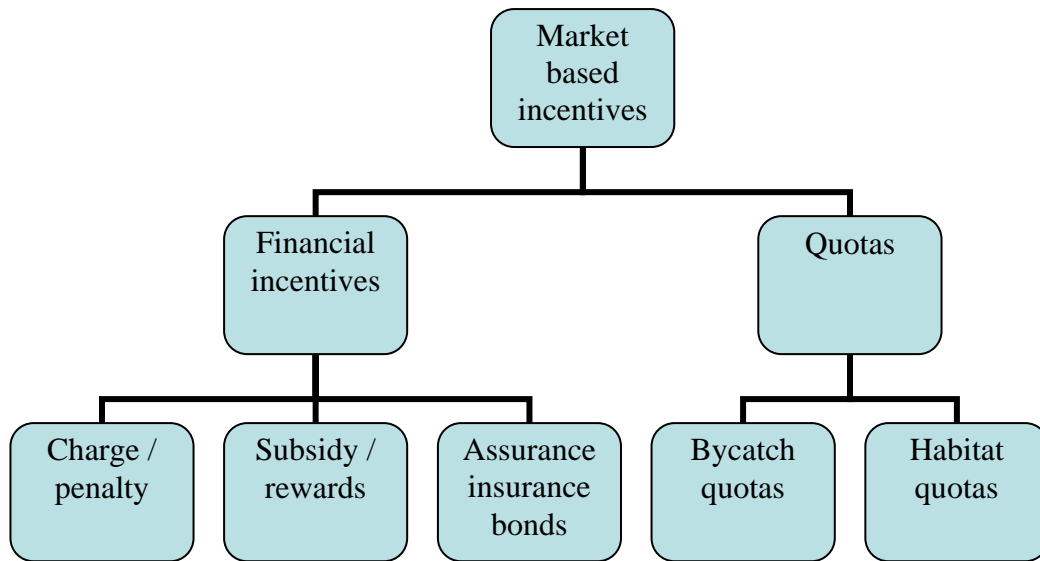 Market
based
incentives
Financial
incentives
Quotas
Charge /
penalty
Subsidy /
rewards
Assurance
insurance
bonds
Bycatch
quotas
Habitat
quotas